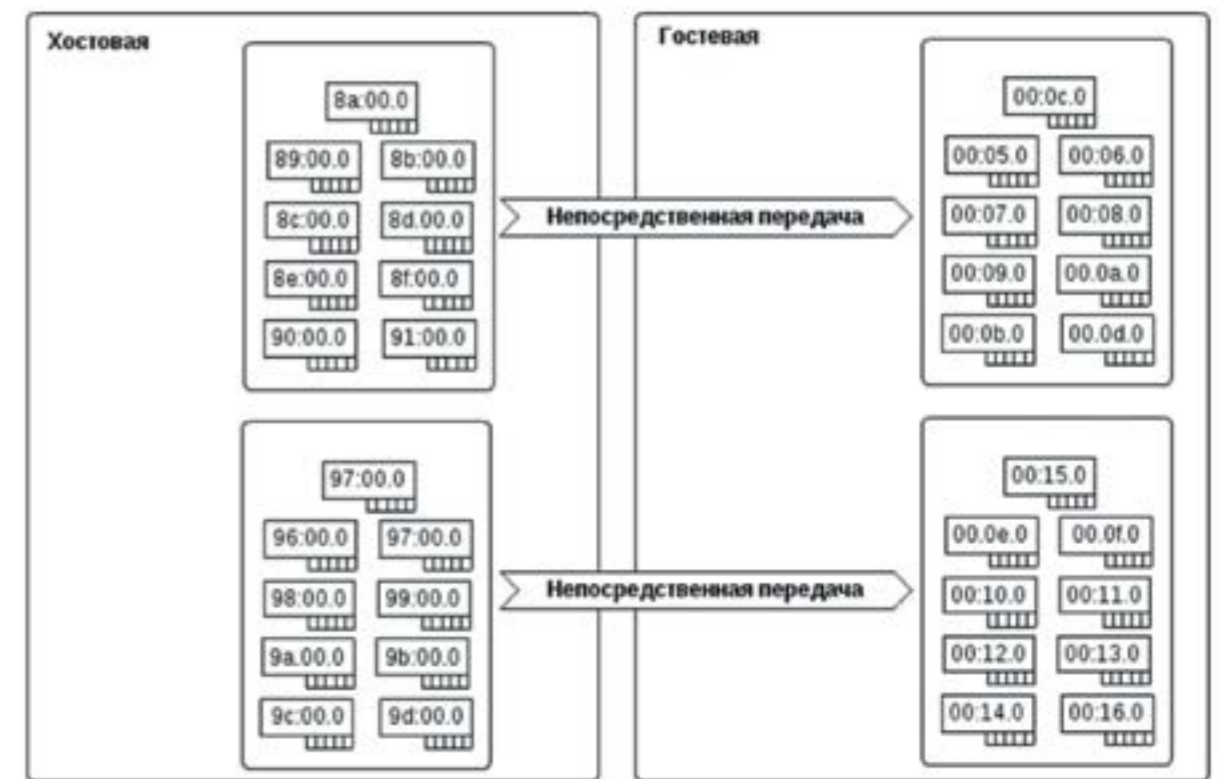 Хостовая
8a:00.0
89:00.0 8b:00.0
8c:00.0 8d.00.0
8e:00.0 8f:00.0
90:00.0 91:00.0
97:00.0
96:00.0 97:00.0
98:00.0 99:00.0
9a.00.0 9b:00.0
9c:00.0 9d:00.0
Непосредственная передача
Непосредственная передача
Гостевая
00:0c.0
00:05.0 00:06.0
00:07.0 00:08.0
00:09.0 00.0a.0
00:0b.0 00.0d.0
00:15.0
00.0e.0 00.0f.0
00:10.0 00:11.0
00:12.0 00:13.0
00:14.0 00:16.0